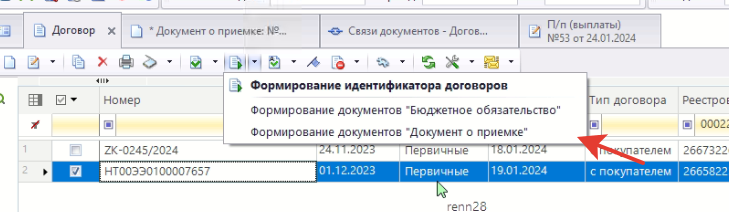 Договор
* Документ о приемке: №...
Связи документов - Догов...
П/п (выплаты)
№53 от 24.01.2024
Формирование идентификатора договоров
Формирование документов "Бюджетное обязательство"
Формирование документов "Документ о приемке"
Номер
Тип договора
Реестров
00022
1 ZK-0245/2024 24.11.2023 Первичные 18.01.2024 покупателем 2667322
2 НТ00ЭЭ0100007657 01.12.2023 Первичные 19.01.2024 с покупателем 2665822
renn28